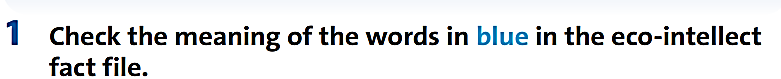 1 Check the meaning of the words in blue in the eco-intellect
fact file.